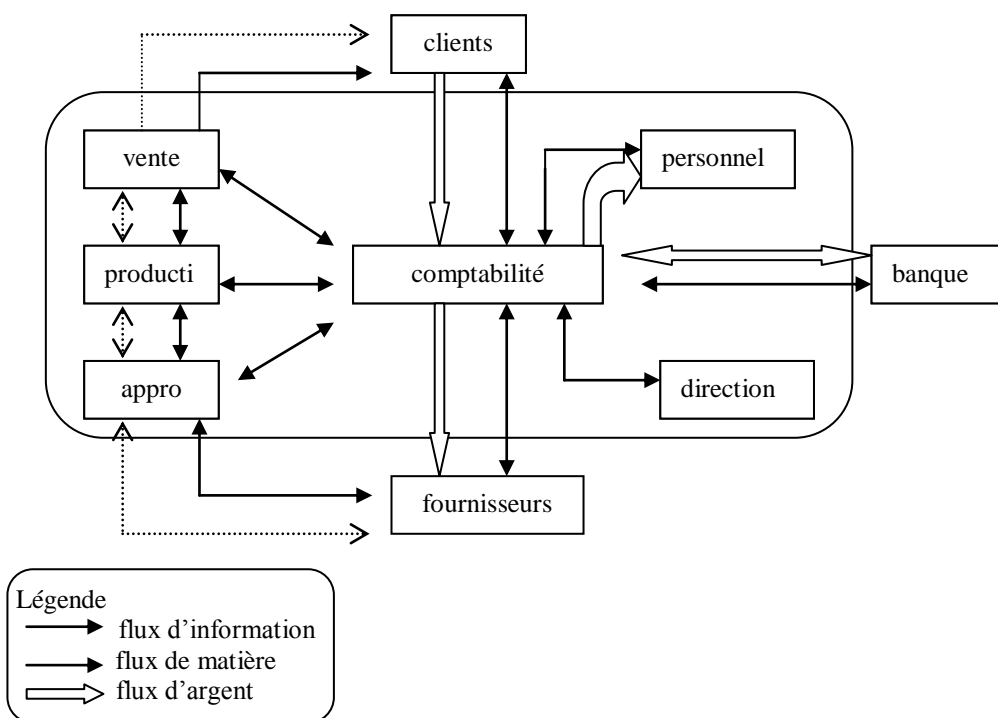 clients
vente
personnel
producti
comptabilité
banque
appro
direction
fournisseurs
Légende
flux d’information
flux de matière
flux d’argent